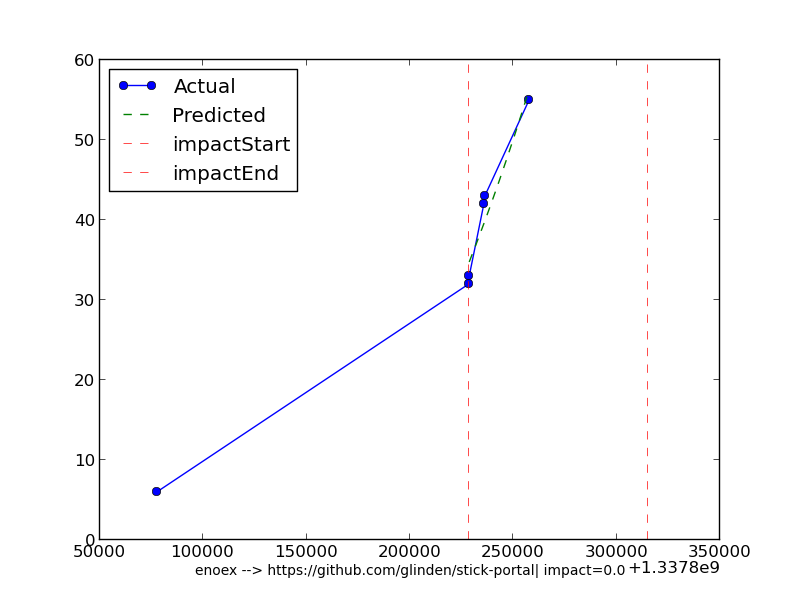 60
50
40
30
20
10
0
Actual
Predicted
impactStart
impactEnd
50000 100000 150000 200000 250000 300000 350000
enoex --> https://github.com/glinden/stick-portal| impact=0.0 +1.3378e9